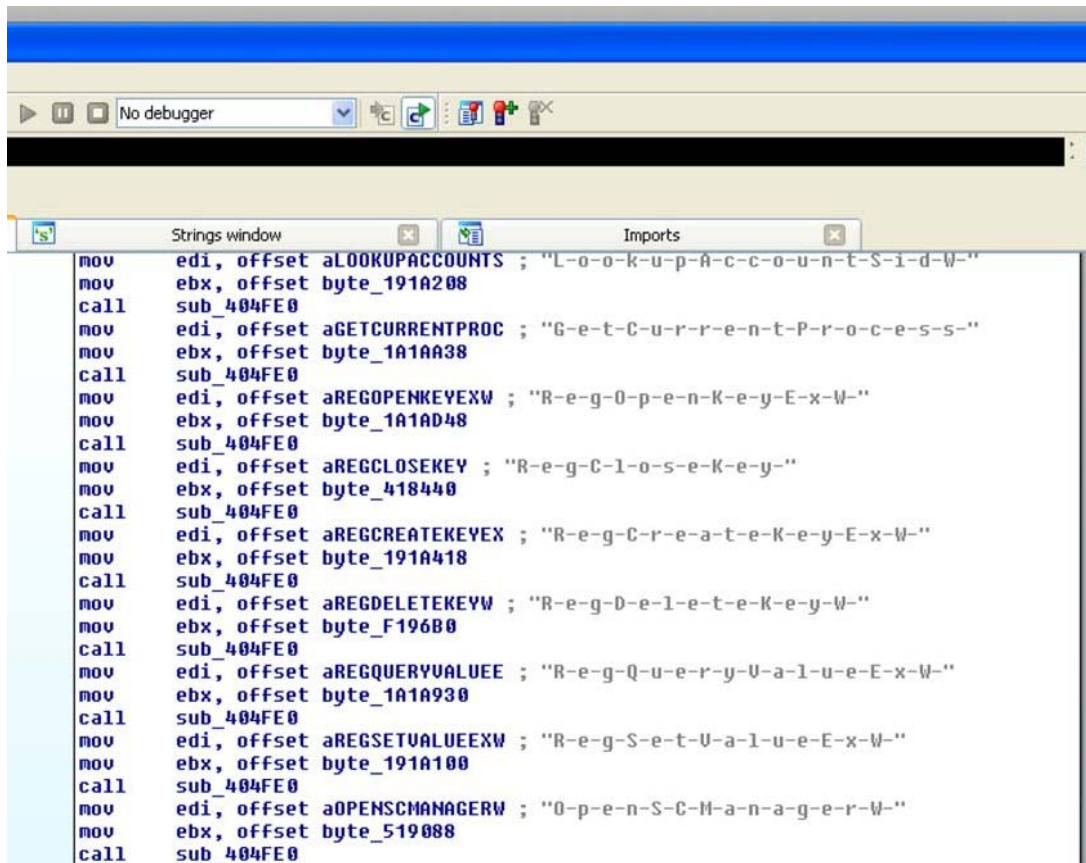 No debugger
Strings window
Imports
mov edi, offset aLOOKUPACCOUNTS ; "L-o-o-k-u-p-A-c-c-o-u-n-t-S-i-d-W-"
mov ebx, offset byte_191A208
call sub_404FE0
mov edi, offset aGETCURRENTPROC ; "G-e-t-C-u-r-r-e-n-t-P-r-o-c-e-s-s-"
mov ebx, offset byte_1A1AA38
call sub_404FE0
mov edi, offset aREGOPENKEYEXW ; "R-e-g-O-p-e-n-K-e-y-E-x-W-"
mov ebx, offset byte_1A1AD48
call sub_404FE0
mov edi, offset aREGCLOSEKEY ; "R-e-g-C-l-o-s-e-K-e-y-"
mov ebx, offset byte_418440
call sub_404FE0
mov edi, offset aREGCREATEKEYEX ; "R-e-g-C-r-e-a-t-e-K-e-y-E-x-W-"
mov ebx, offset byte_191A418
call sub_404FE0
mov edi, offset aREGDELETEKEYW ; "R-e-g-D-e-l-e-t-e-K-e-y-W-"
mov ebx, offset byte_F196B0
call sub_404FE0
mov edi, offset aREGQUERYVALUEE ; "R-e-g-Q-u-e-r-y-V-a-l-u-e-E-x-W-"
mov ebx, offset byte_1A1A930
call sub_404FE0
mov edi, offset aREGSETVALUEEXW ; "R-e-g-S-e-t-V-a-l-u-e-E-x-W-"
mov ebx, offset byte_191A100
call sub_404FE0
mov edi, offset aOPENSCMANAGERW ; "O-p-e-n-S-C-M-a-n-a-g-e-r-W-"
mov ebx, offset byte_519088
call sub_404FE0